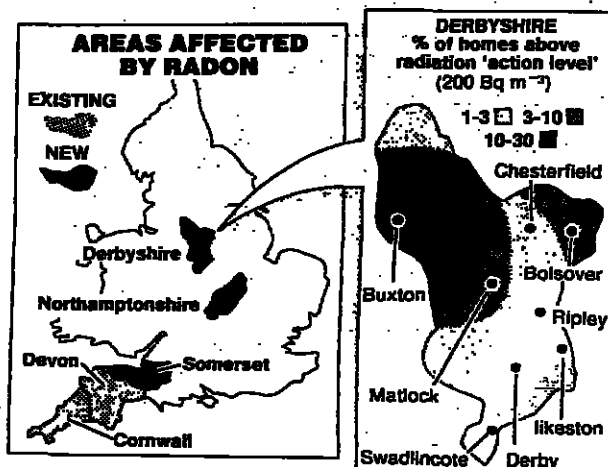 AREAS AFFECTED
BY RADON
EXISTING
NEW
Derbyshire
Northamptonshire
Devon
Somerset
Cornwall
DERBYSHIRE
% of homes above
radiation 'action level'
(200 Bq m⁻³)
1-3 3-10
10-30
Chesterfield
Buxton
Bolsover
Ripley
Matlock
Ilkeston
Swadlincote
Derby